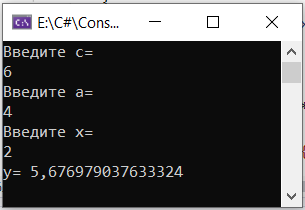 E:\C#\Cons...
Введите c=
6
Введите a=
4
Введите x=
2
y= 5,676979037633324